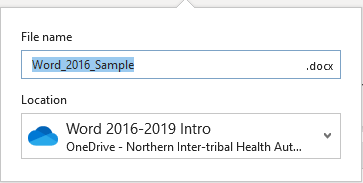 File name
Word_2016_Sample .docx
Location
Word 2016-2019 Intro
OneDrive - Northern Inter-tribal Health Aut...